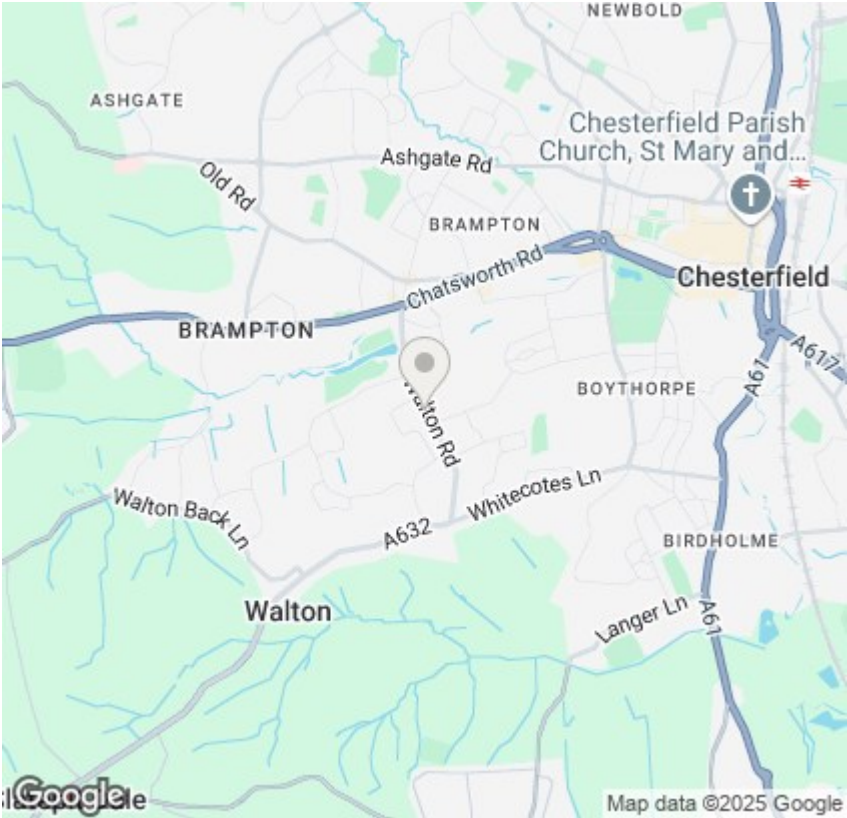 NEWBOLD
ASHGATE
Chesterfield Parish
Church, St Mary and...
Ashgate Rd
Old Rd
BRAMPTON
Chatsworth Rd
Chesterfield
BRAMPTON
A617
A61
BOYTHORPE
Walton Rd
Whitecotes Ln
Walton Back Ln
A632
BIRDHOLME
Walton
Langer Ln
A61
Google
Map data ©2025 Google